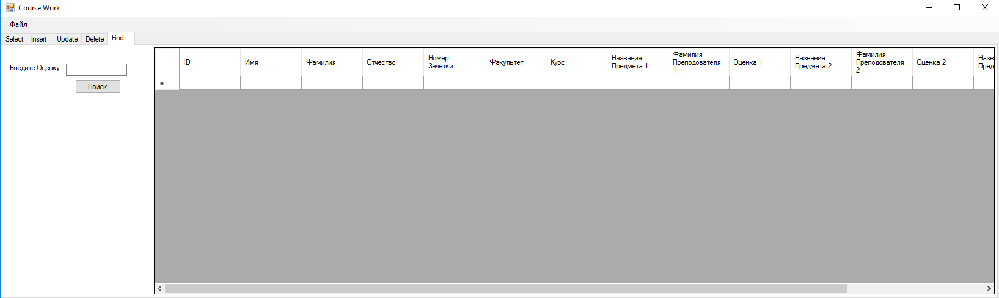 Course Work
Файл
Select Insert Update Delete Find
Введите Оценку
Поиск
ID
Имя
Фамилия
Отчество
Номер
Зачетки
Факультет
Курс
Название
Предмета 1
Фамилия
Преподователя
1
Оценка 1
Название
Предмета 2
Фамилия
Преподователя
2
Оценка 2
Назв
Пред